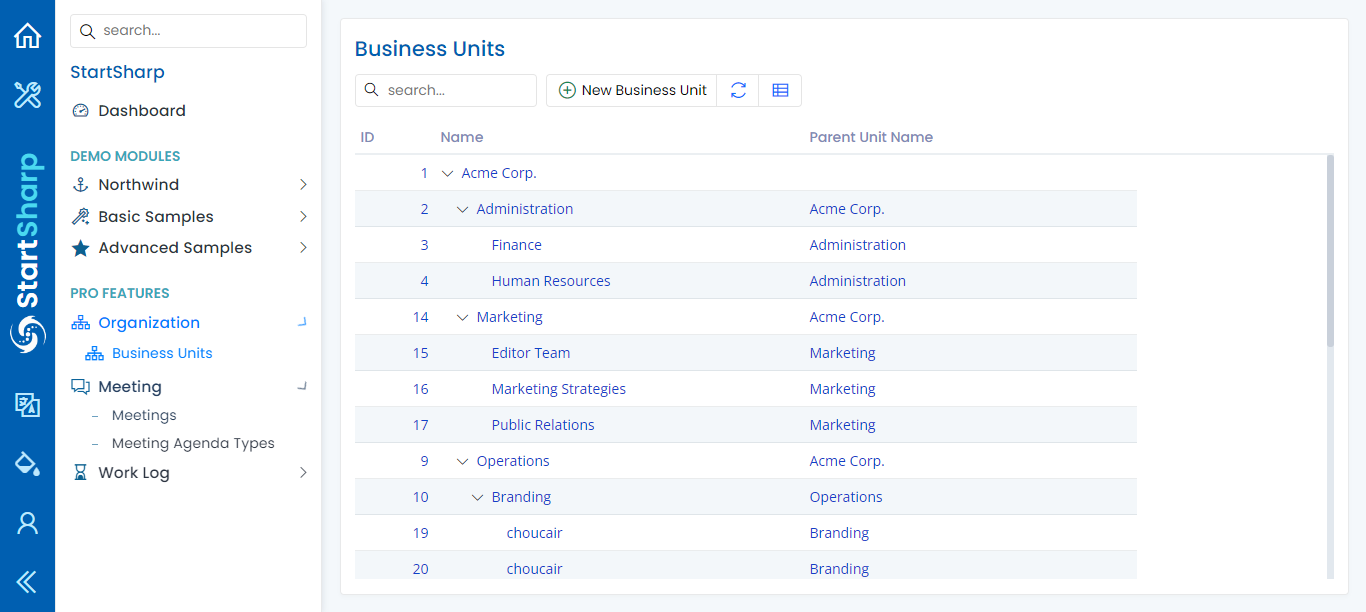 StartSharp
search...
StartSharp
Dashboard
DEMO MODULES
Northwind
Basic Samples
Advanced Samples
PRO FEATURES
Organization
Business Units
Meeting
Meetings
Meeting Agenda Types
Work Log
Business Units
search... New Business Unit
ID Name Parent Unit Name
1 Acme Corp.
2 Administration Acme Corp.
3 Finance Administration
4 Human Resources Administration
14 Marketing Acme Corp.
15 Editor Team Marketing
16 Marketing Strategies Marketing
17 Public Relations Marketing
9 Operations Acme Corp.
10 Branding Operations
19 choucair Branding
20 choucair Branding